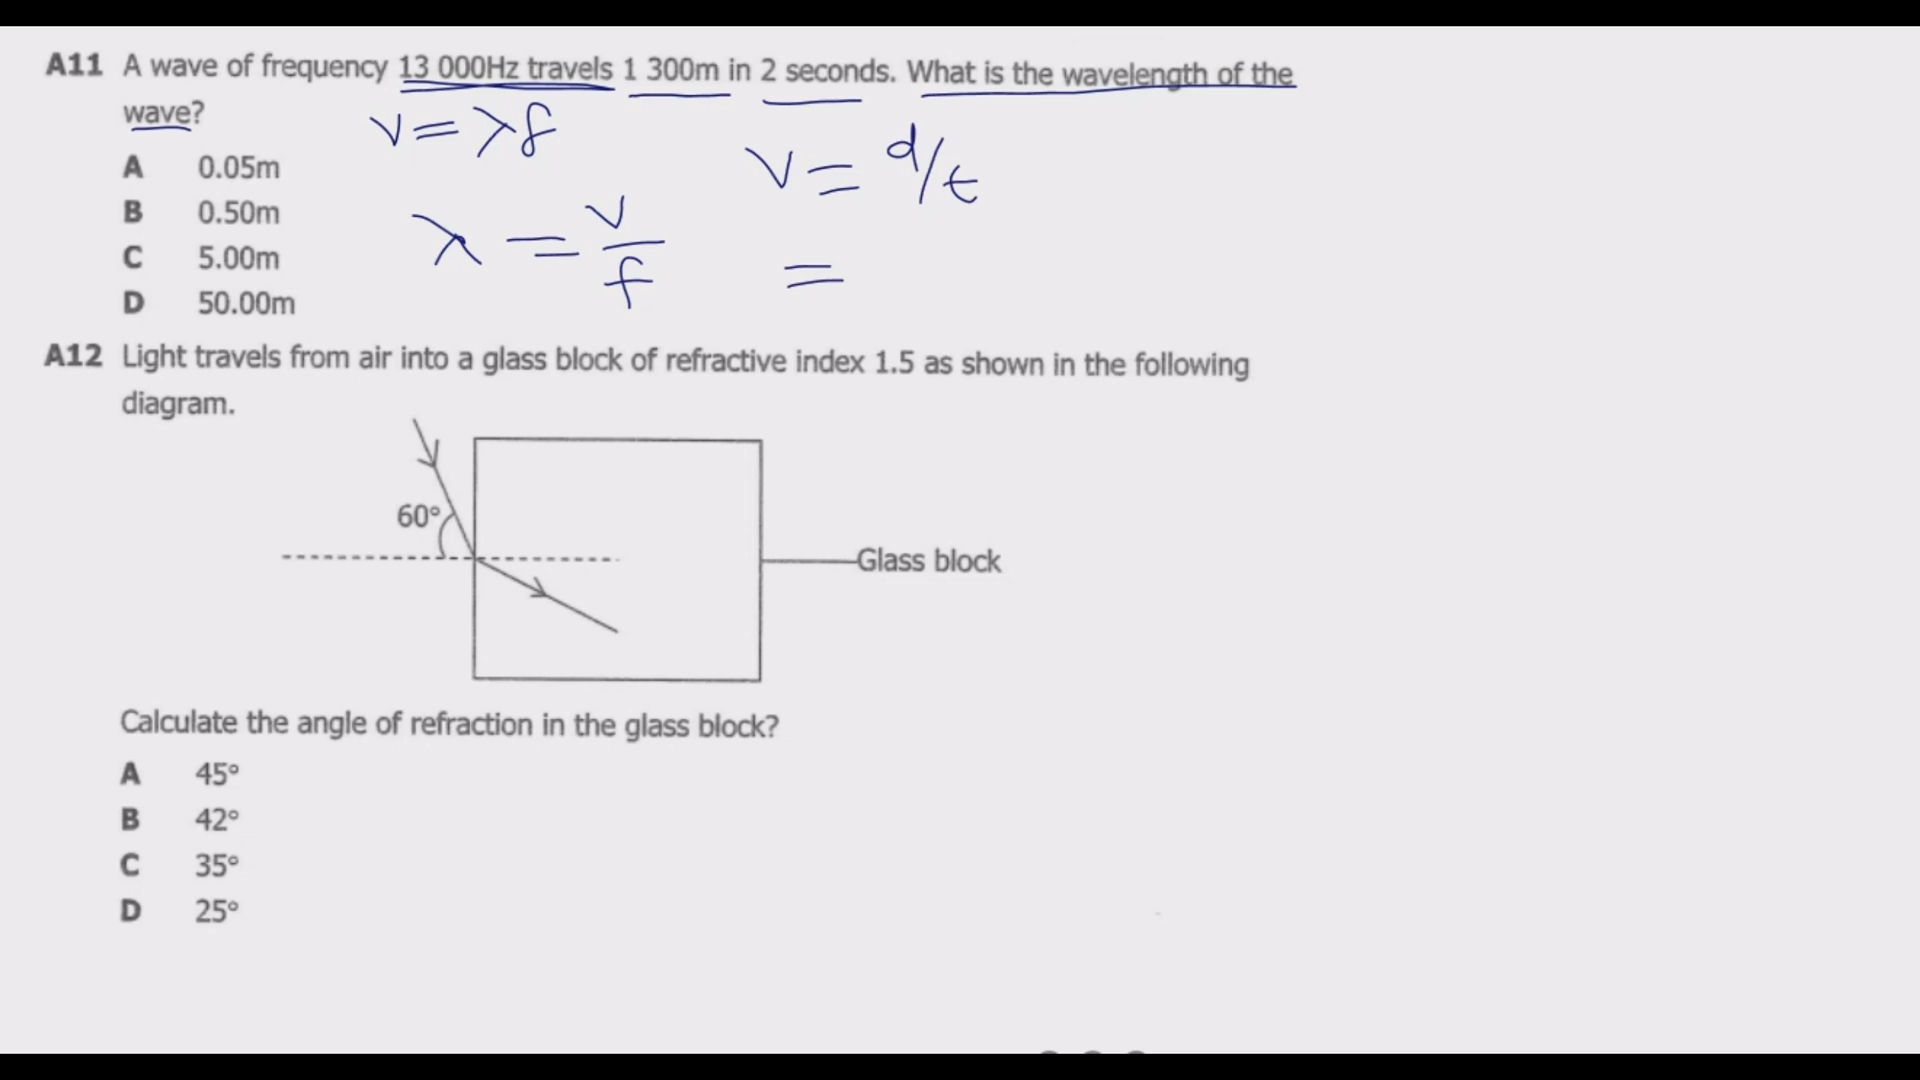 A11 A wave of frequency 13 000Hz travels 1 300m in 2 seconds. What is the wavelength of the
wave?
v = λf
v = d/t
A 0.05m
B 0.50m
λ = v/f
=
C 5.00m
D 50.00m
A12 Light travels from air into a glass block of refractive index 1.5 as shown in the following
diagram.
60°
Glass block
Calculate the angle of refraction in the glass block?
A 45°
B 42°
C 35°
D 25°